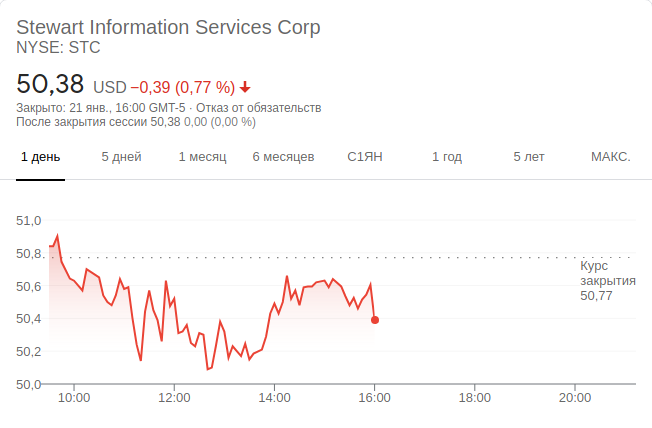 Stewart Information Services Corp
NYSE: STC
50,38 USD −0,39 (0,77 %)
Закрыто: 21 янв., 16:00 GMT-5 · Отказ от обязательств
После закрытия сессии 50,38 0,00 (0,00 %)
1 день 5 дней 1 месяц 6 месяцев С1ЯН 1 год 5 лет МАКС.
51,0
50,8
Курс
закрытия
50,77
50,6
50,4
50,2
50,0
10:00 12:00 14:00 16:00 18:00 20:00